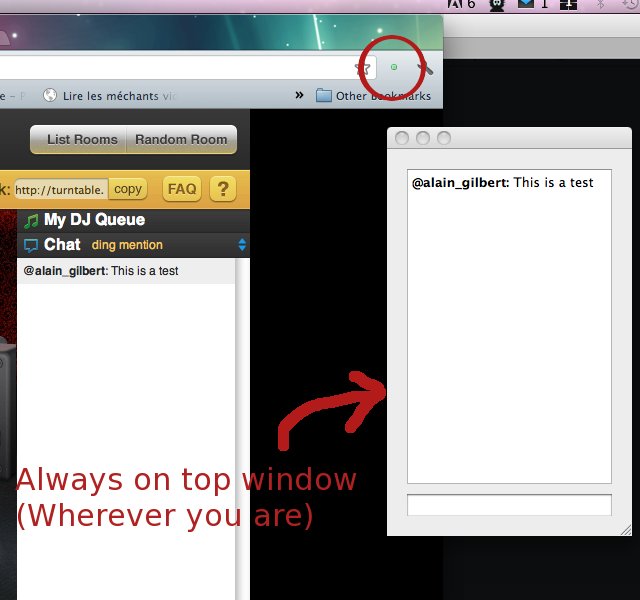 6
1
e – P
Lire les méchants vid
»
Other Bookmarks
List Rooms
Random Room
k:
http://turntable.
copy
FAQ
?
My DJ Queue
Chat
ding mention
@alain_gilbert: This is a test
@alain_gilbert: This is a test
Always on top window
(Wherever you are)